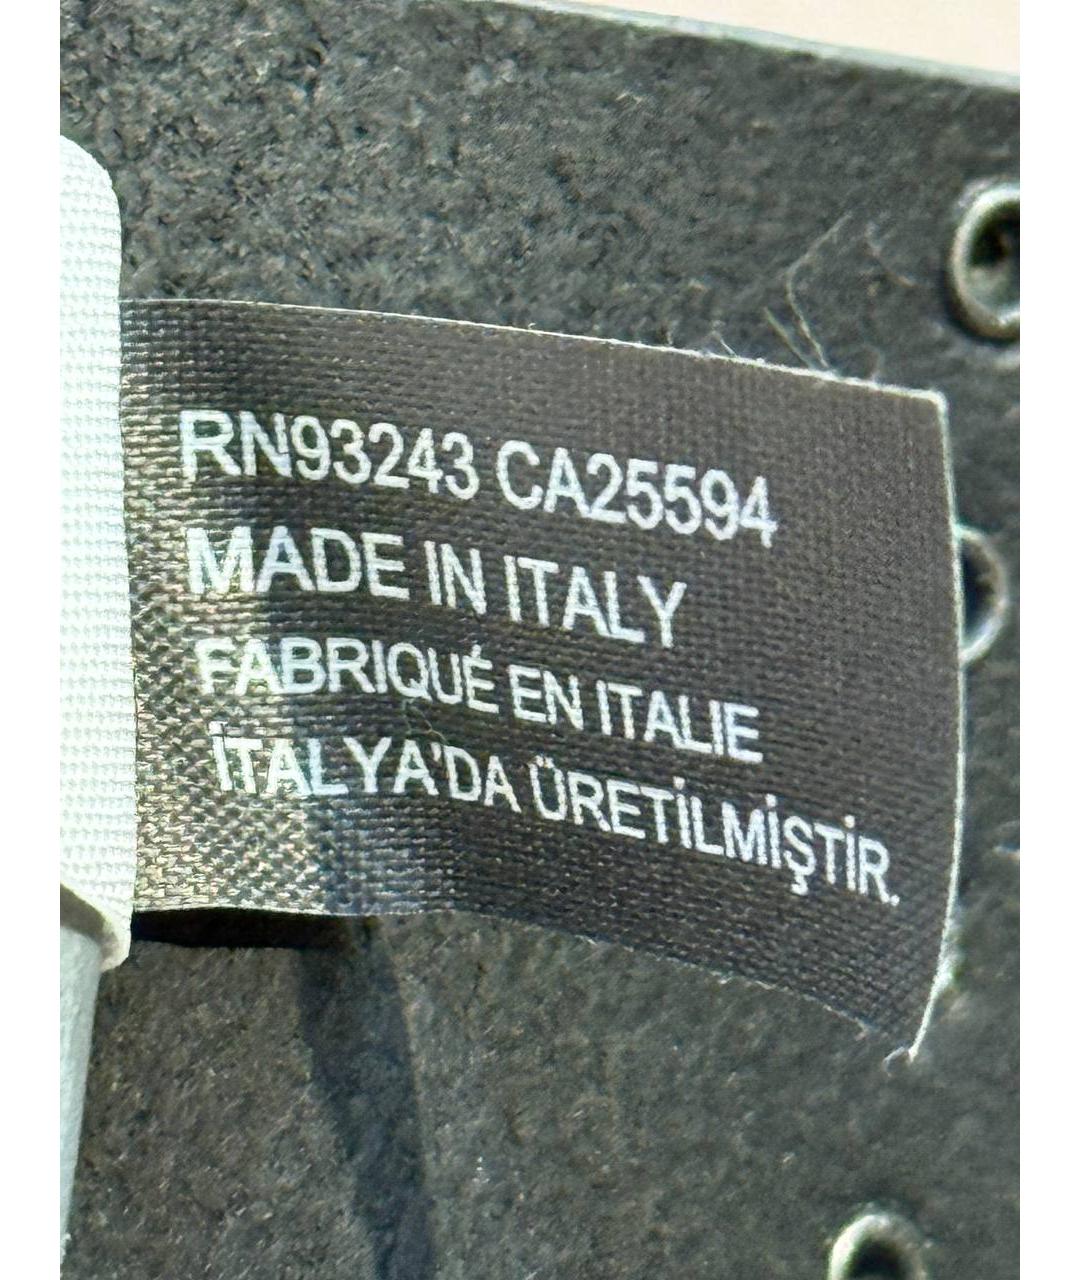 RN93243 CA25594
MADE IN ITALY
FABRIQUÉ EN ITALIE
İTALYA'DA ÜRETİLMİŞTİR.